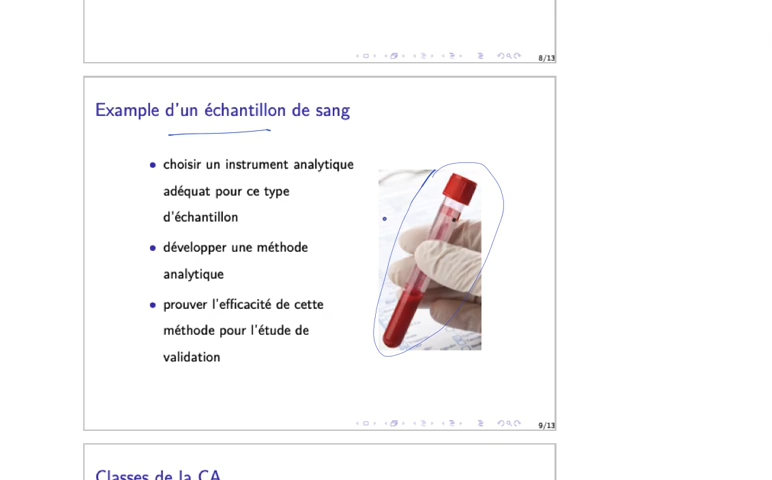 8/13
Example d'un échantillon de sang
choisir un instrument analytique
adéquat pour ce type
d'échantillon
développer une méthode
analytique
prouver l'efficacité de cette
méthode pour l'étude de
validation
9/13
Classes de la CA